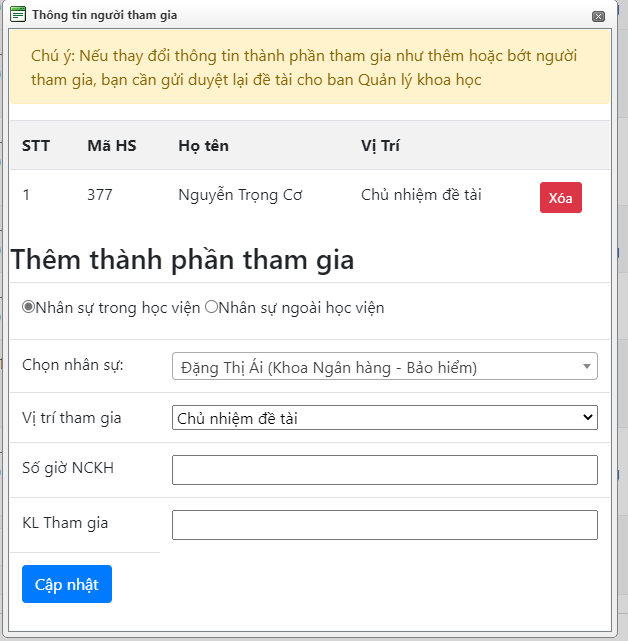 Thông tin người tham gia
Chú ý: Nếu thay đổi thông tin thành phần tham gia như thêm hoặc bớt người
tham gia, bạn cần gửi duyệt lại đề tài cho ban Quản lý khoa học
STT Mã HS Họ tên Vị Trí
1 377 Nguyễn Trọng Cơ Chủ nhiệm đề tài Xóa
Thêm thành phần tham gia
Nhân sự trong học viện Nhân sự ngoài học viện
Chọn nhân sự: Đặng Thị Ái (Khoa Ngân hàng - Bảo hiểm)
Vị trí tham gia Chủ nhiệm đề tài
Số giờ NCKH
KL Tham gia
Cập nhật